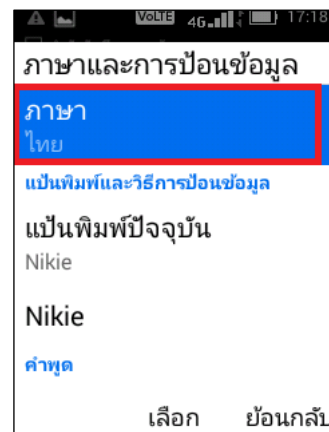 VoLTE 4G 17:18
ภาษาและการป้อนข้อมูล
ภาษา
ไทย
แป้นพิมพ์และวิธีการป้อนข้อมูล
แป้นพิมพ์ปัจจุบัน
Nikie
Nikie
คำพูด
เลือก ย้อนกลับ